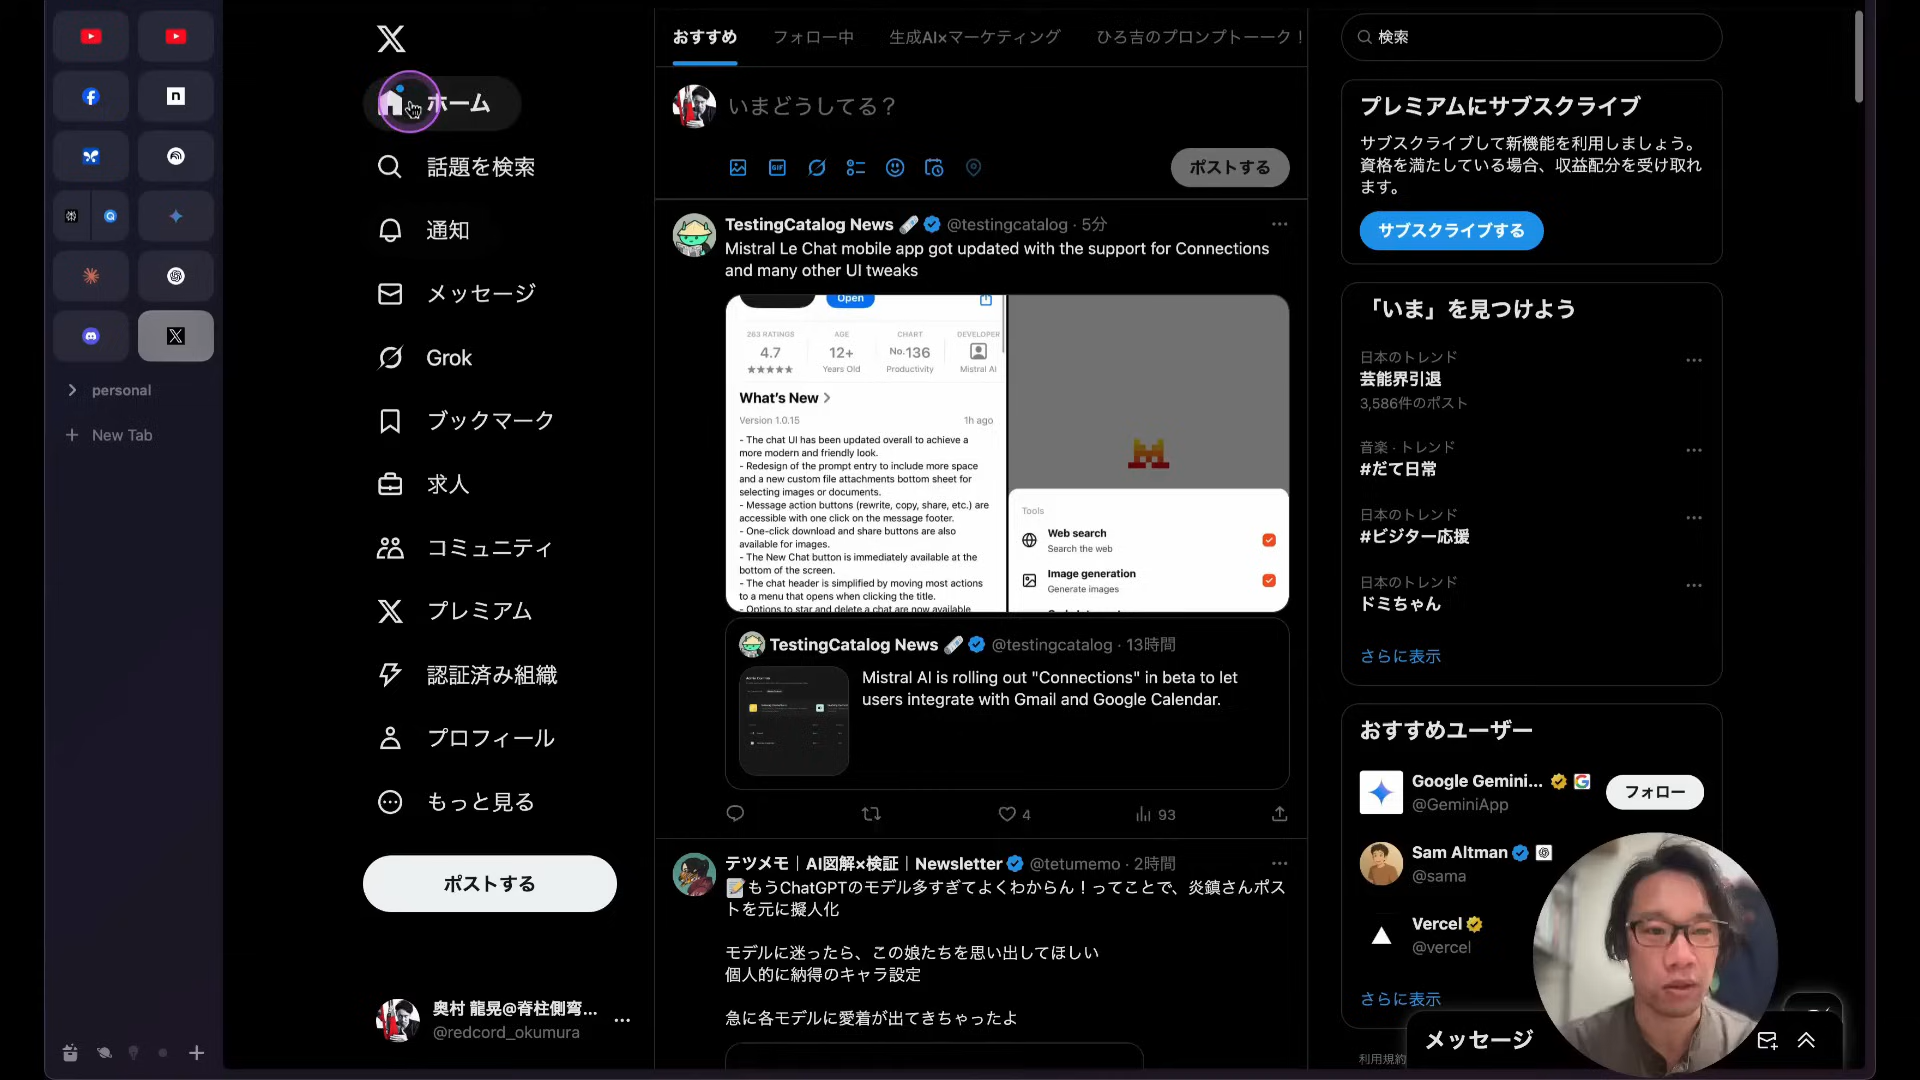 personal
New Tab
ホーム
話題を検索
通知
メッセージ
Grok
ブックマーク
求人
コミュニティ
プレミアム
認証済み組織
プロフィール
もっと見る
ポストする
奥村 龍晃@脊柱側弯...
@redcord_okumura
おすすめ
フォロー中
生成AI×マーケティング
ひろ吉のプロンプトーーク！
いまどうしてる？
GIF
ポストする
TestingCatalog News @testingcatalog · 5分
Mistral Le Chat mobile app got updated with the support for Connections
and many other UI tweaks
Open
263 RATINGS
AGE
CHART
DEVELOPER
4.7
12+
No.136
★★★★★
Years Old
Productivity
Mistral AI
What's New
Version 1.0.15
1h ago
- The chat UI has been updated overall to achieve a
more modern and friendly look.
- Redesign of the prompt entry to include more space
and a new custom file attachments bottom sheet for
selecting images or documents.
- Message action buttons (rewrite, copy, share, etc.) are
accessible with one click on the message footer.
- One-click download and share buttons are also
available for images.
- The New Chat button is immediately available at the
bottom of the screen.
- The chat header is simplified by moving most actions
to a menu that opens when clicking the title.
- Options to star and delete a chat are now available
Tools
Web search
Search the web
Image generation
Generate images
TestingCatalog News @testingcatalog · 13時間
Mistral AI is rolling out "Connections" in beta to let
users integrate with Gmail and Google Calendar.
4
93
テツメモ｜AI図解×検証｜Newsletter @tetumemo · 2時間
📝もうChatGPTのモデル多すぎてよくわからん！ってことで、炎鎮さんポス
トを元に擬人化
モデルに迷ったら、この娘たちを思い出してほしい
個人的に納得のキャラ設定
急に各モデルに愛着が出てきちゃったよ
検索
プレミアムにサブスクライブ
サブスクライブして新機能を利用しましょう。
資格を満たしている場合、収益配分を受け取れ
ます。
サブスクライブする
「いま」を見つけよう
日本のトレンド
芸能界引退
3,586件のポスト
音楽 · トレンド
#だて日常
日本のトレンド
#ビジター応援
日本のトレンド
ドミちゃん
さらに表示
おすすめユーザー
Google Gemini...
@GeminiApp
フォロー
Sam Altman
@sama
Vercel
@vercel
さらに表示
メッセージ
利用規約